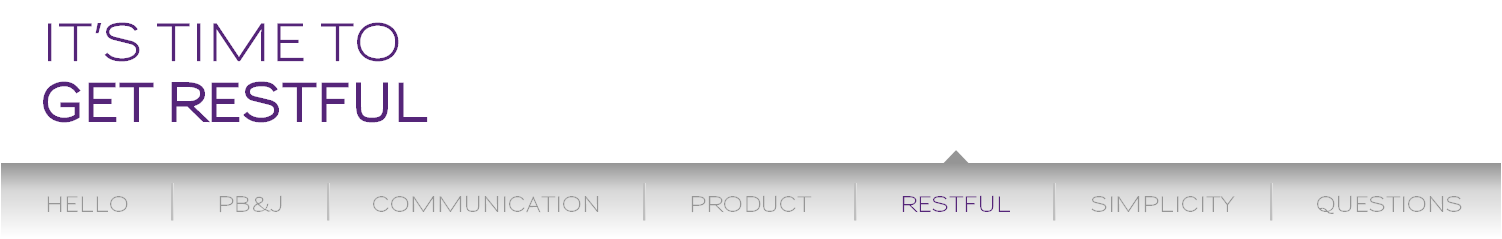 IT'S TIME TO
GET RESTFUL
HELLO PB&J COMMUNICATION PRODUCT RESTFUL SIMPLICITY QUESTIONS